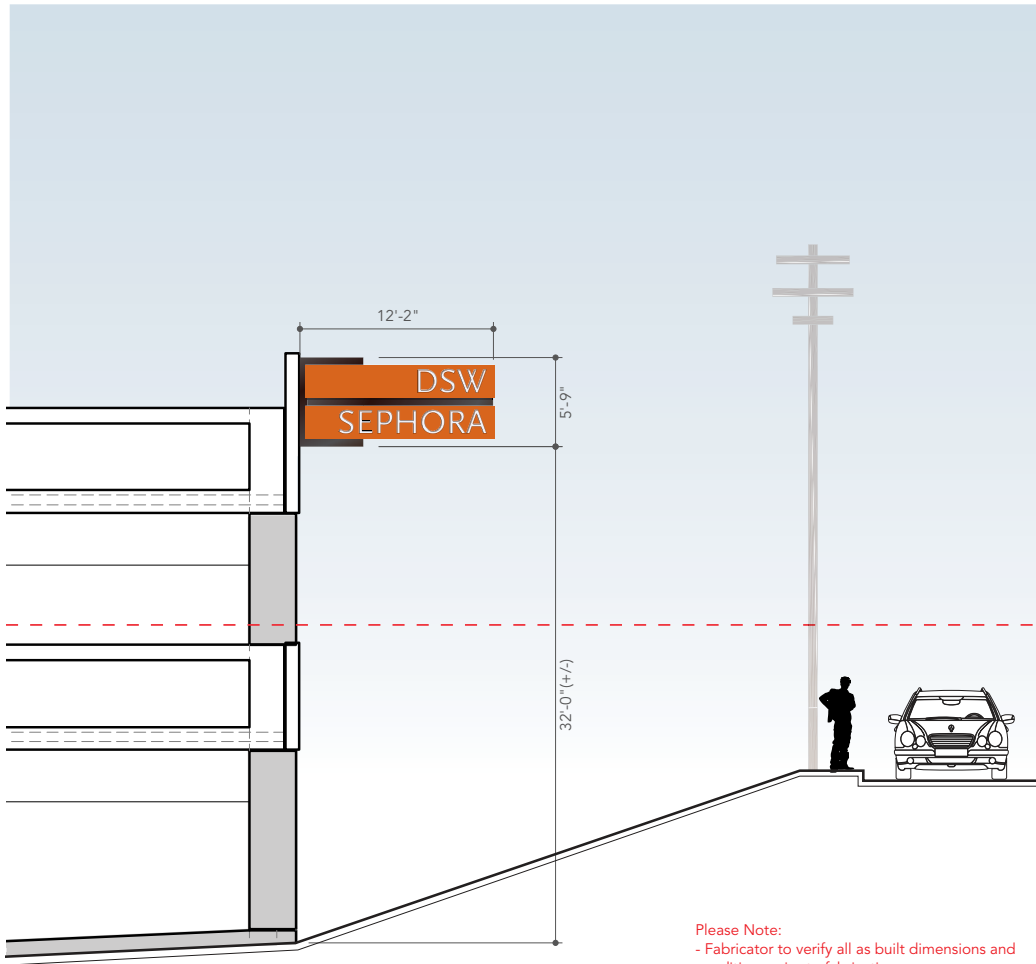 12'-2"
DSW
SEPHORA
5'-9"
32'-0"(+/-)
Please Note:
- Fabricator to verify all as built dimensions and